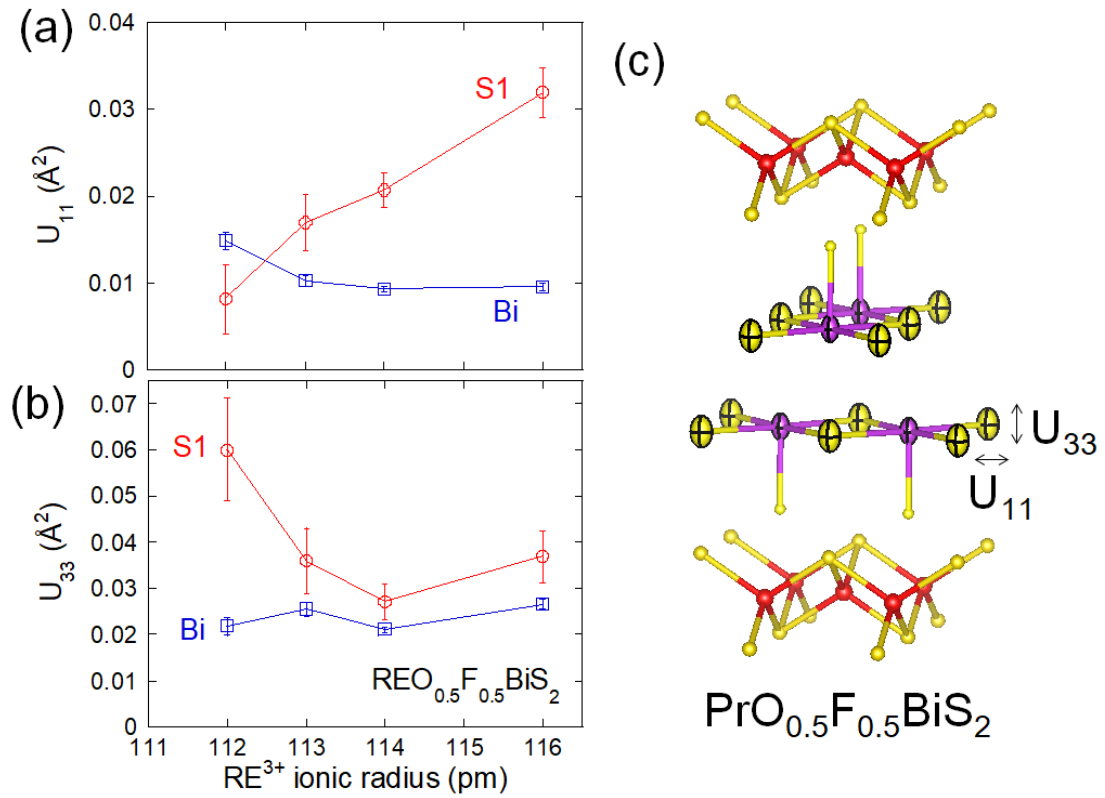 (a)
0.04
0.03
0.02
0.01
0
U₁₁ (Å²)
S1
Bi
(b)
0.07
0.06
0.05
0.04
0.03
0.02
0.01
0
U₃₃ (Å²)
S1
Bi
REO₀.₅F₀.₅BiS₂
111 112 113 114 115 116
RE³⁺ ionic radius (pm)
(c)
U₃₃
U₁₁
PrO₀.₅F₀.₅BiS₂